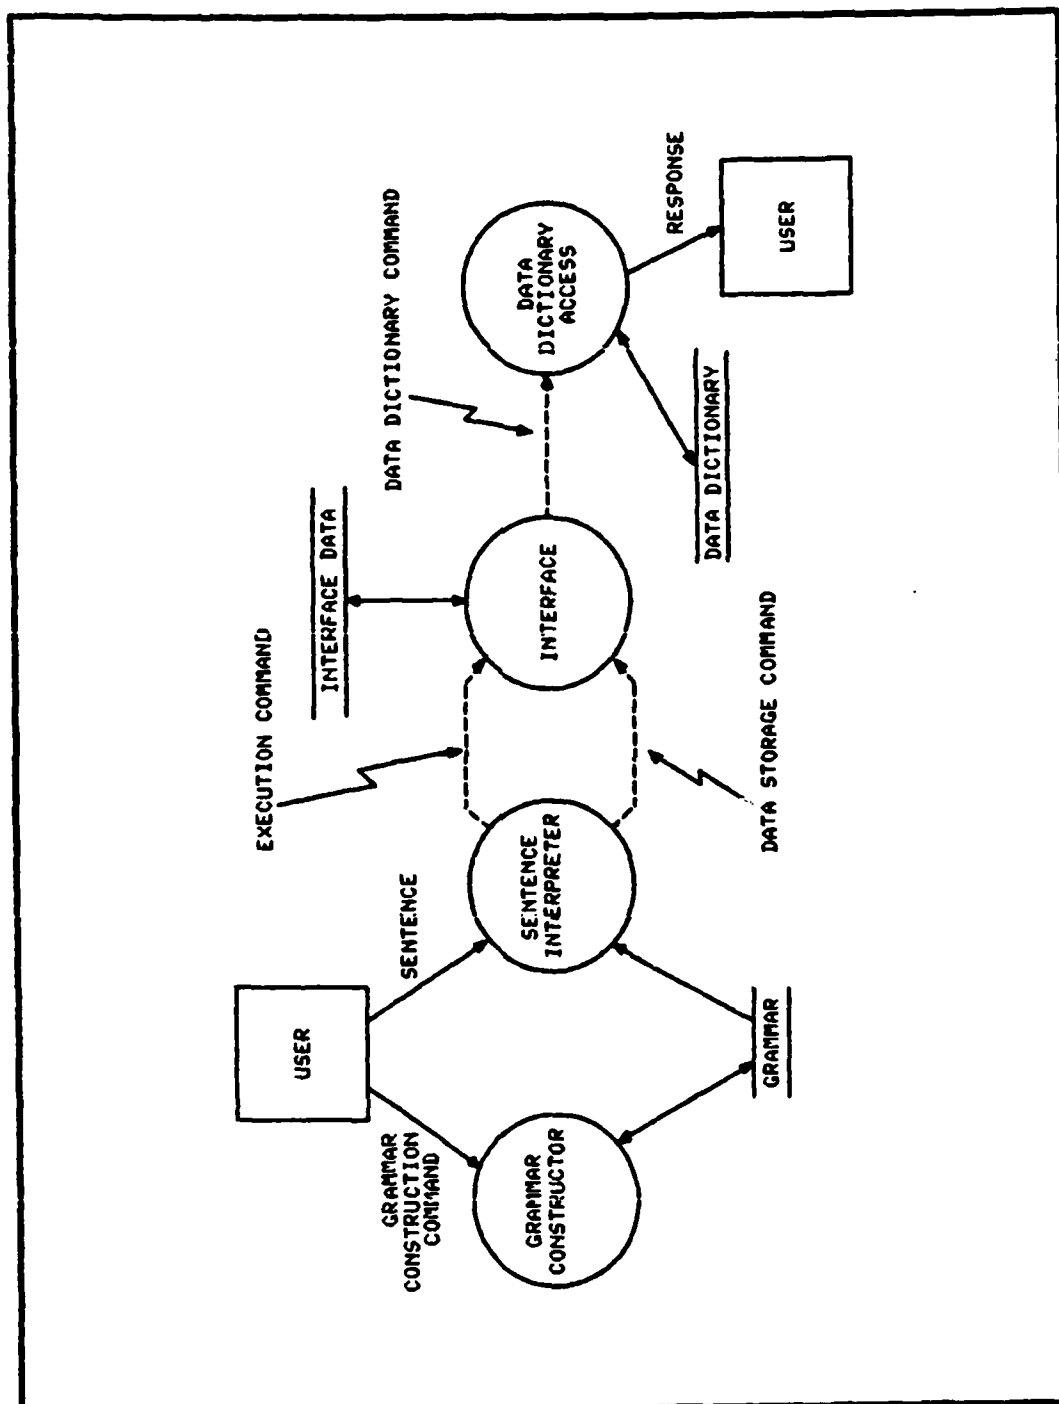 USER
GRAMMAR
CONSTRUCTION
COMMAND
SENTENCE
GRAMMAR
CONSTRUCTOR
GRAMMAR
SENTENCE
INTERPRETER
EXECUTION COMMAND
DATA STORAGE COMMAND
INTERFACE DATA
INTERFACE
DATA DICTIONARY COMMAND
DATA
DICTIONARY
ACCESS
DATA DICTIONARY
RESPONSE
USER